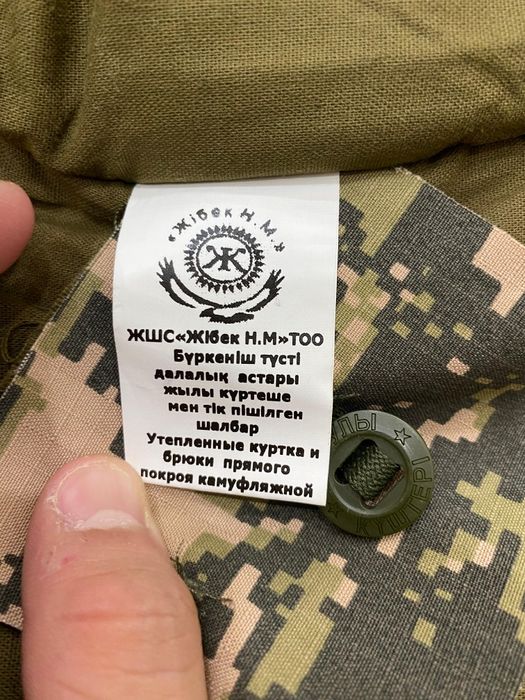 «Жібек Н.М.»
Ж
ЖШС«Жібек Н.М»ТОО
Бүркеніш түсті
далалық астары
жылы күртеше
мен тік пішілген
шалбар
Утепленные куртка и
брюки прямого
покроя камуфляжной
КҮШТЕРІ